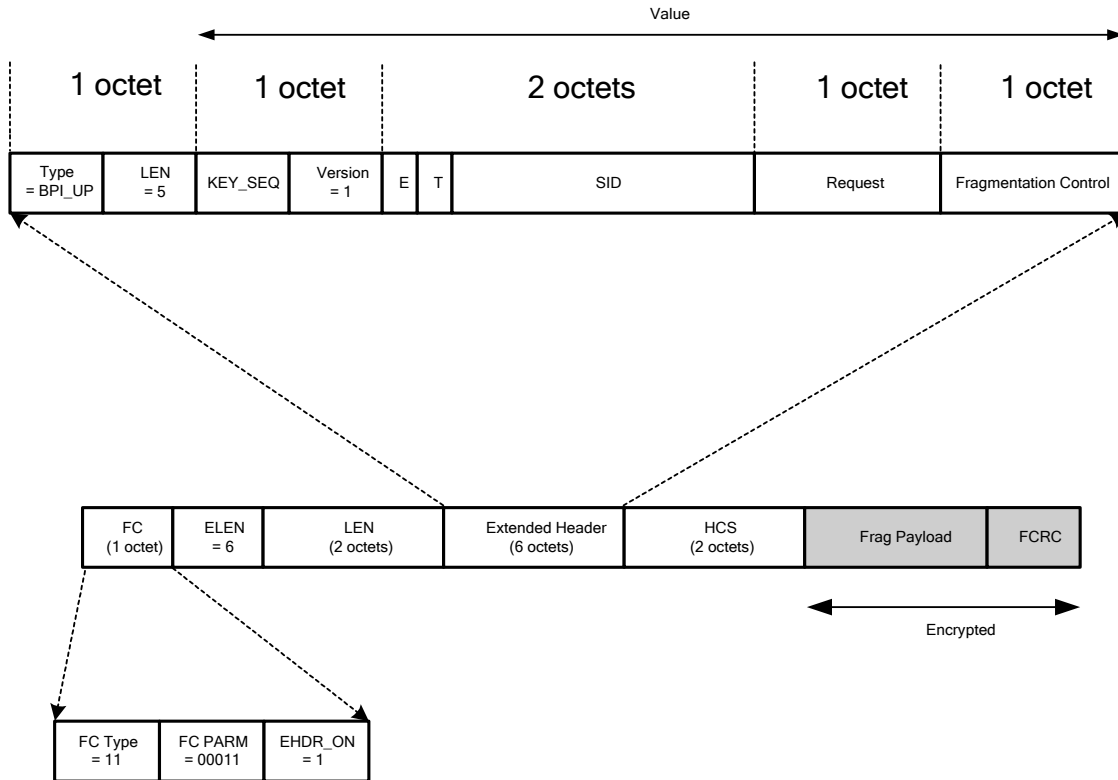 Value
1 octet
1 octet
2 octets
1 octet
1 octet
Type
= BPI_UP
LEN
= 5
KEY_SEQ
Version
= 1
E
T
SID
Request
Fragmentation Control
FC
(1 octet)
ELEN
= 6
LEN
(2 octets)
Extended Header
(6 octets)
HCS
(2 octets)
Frag Payload
FCRC
Encrypted
FC Type
= 11
FC PARM
= 00011
EHDR_ON
= 1